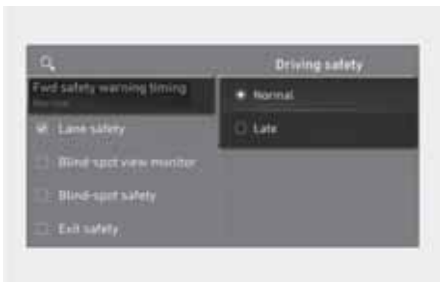 Driving safety
Fwd safety warning timing
Normal
Lane safety
Blind-spot view monitor
Blind-spot safety
Exit safety
Normal
Late